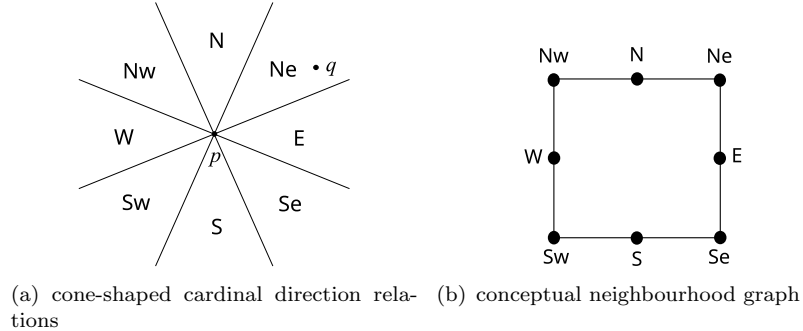 N
Nw
Ne
q
W
E
p
Sw
Se
S
(a) cone-shaped cardinal direction rela-
tions
Nw
N
Ne
W
E
Sw
S
Se
(b) conceptual neighbourhood graph